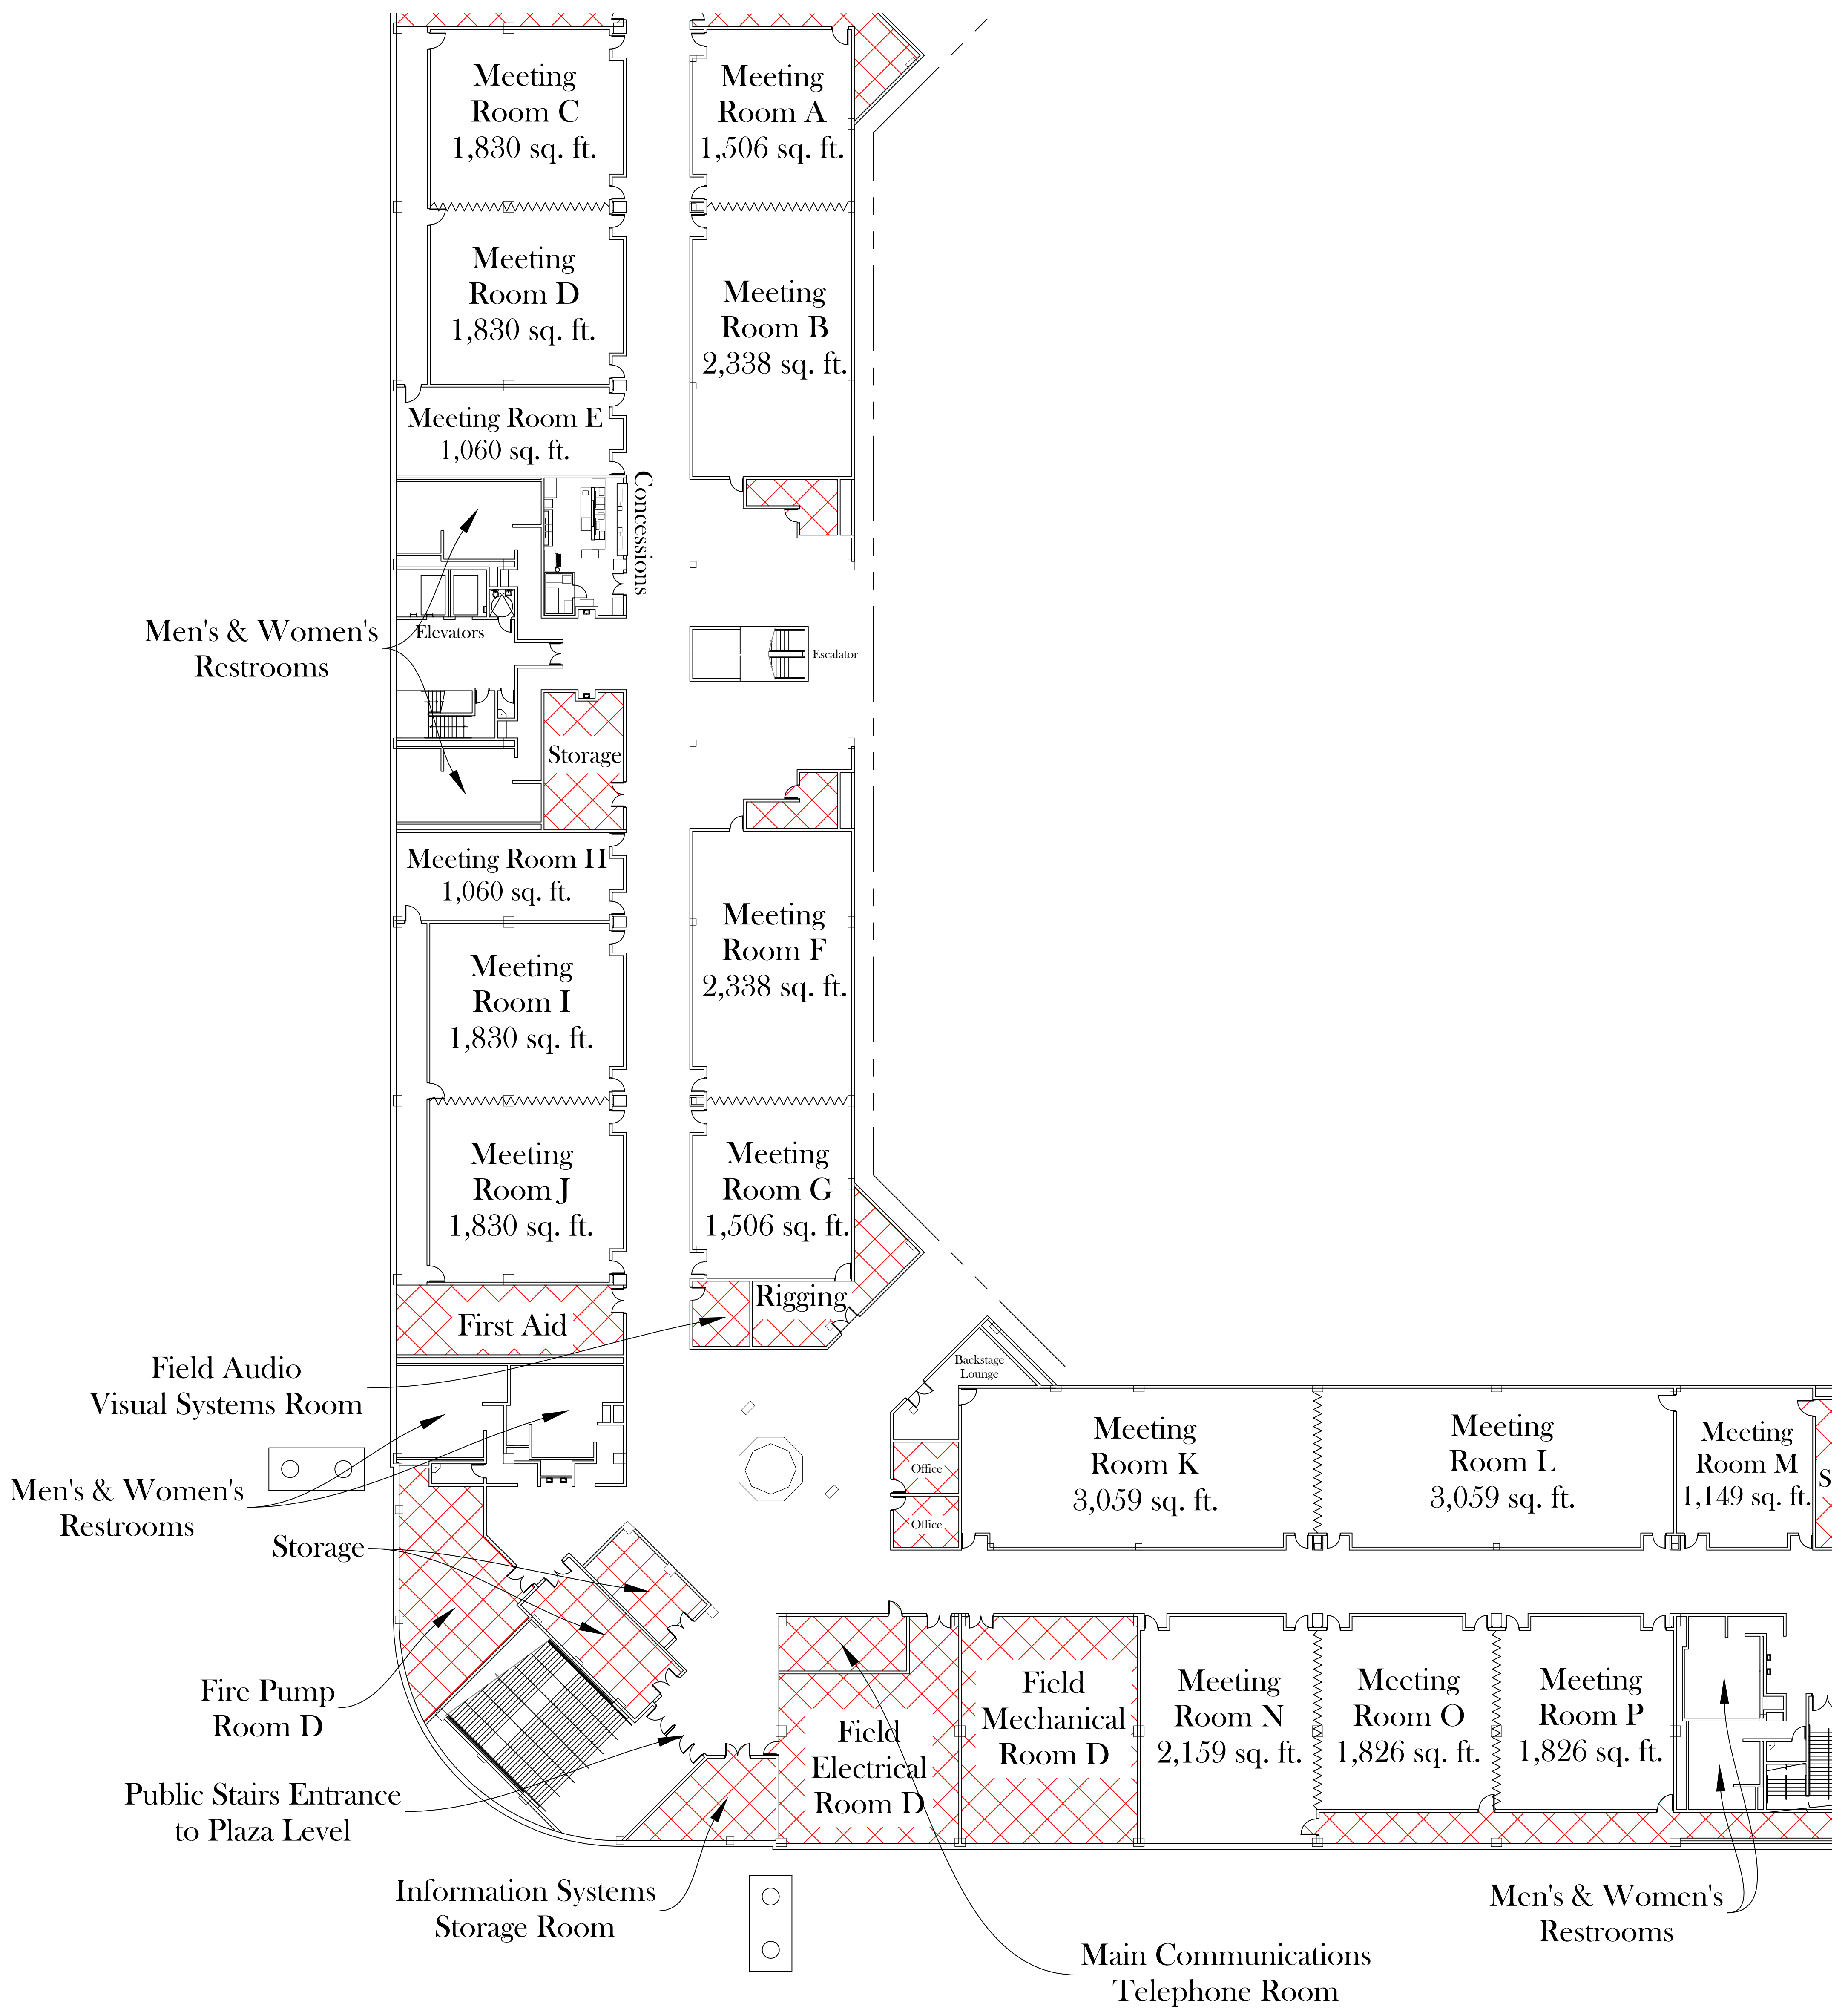 Meeting
Room C
1,830 sq. ft.
Meeting
Room A
1,506 sq. ft.
Meeting
Room D
1,830 sq. ft.
Meeting
Room B
2,338 sq. ft.
Meeting Room E
1,060 sq. ft.
Concessions
Men's & Women's
Restrooms
Elevators
Escalator
Storage
Meeting Room H
1,060 sq. ft.
Meeting
Room F
2,338 sq. ft.
Meeting
Room I
1,830 sq. ft.
Meeting
Room J
1,830 sq. ft.
Meeting
Room G
1,506 sq. ft.
Rigging
First Aid
Field Audio
Visual Systems Room
Backstage
Lounge
Men's & Women's
Restrooms
Office
Office
Meeting
Room K
3,059 sq. ft.
Meeting
Room L
3,059 sq. ft.
Meeting
Room M
1,149 sq. ft.
S
Storage
Fire Pump
Room D
Field
Electrical
Room D
Field
Mechanical
Room D
Meeting
Room N
2,159 sq. ft.
Meeting
Room O
1,826 sq. ft.
Meeting
Room P
1,826 sq. ft.
Public Stairs Entrance
to Plaza Level
Information Systems
Storage Room
Main Communications
Telephone Room
Men's & Women's
Restrooms